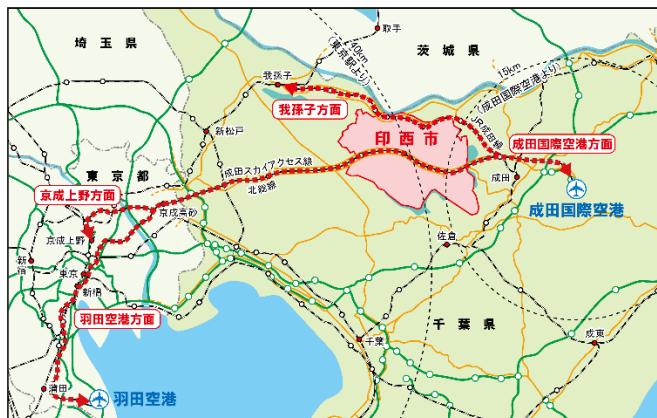 埼玉県
取手
茨城県
40km
(東京駅より)
15km
(成田国際空港より)
我孫子
我孫子方面
新松戸
印西市
JR成田線
成田国際空港方面
成田
成田国際空港
東京都
成田スカイアクセス線
北総線
京成上野方面
京成高砂
京成上野
佐倉
新宿
東京
新橋
羽田空港方面
千葉県
千葉
成東
蒲田
羽田空港